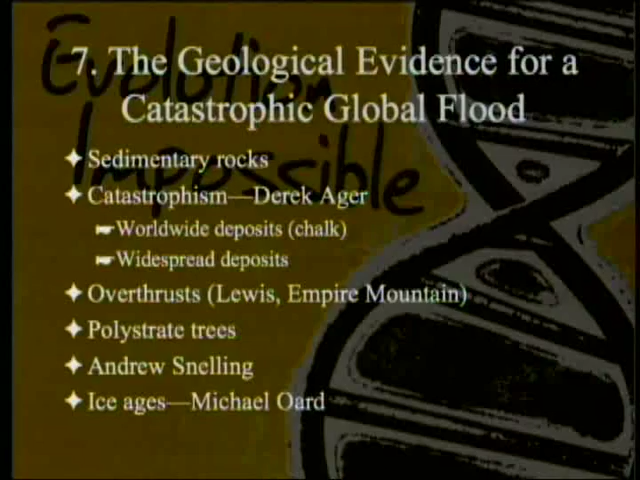 Evolution
Impossible
7. The Geological Evidence for a
Catastrophic Global Flood
Sedimentary rocks
Catastrophism—Derek Ager
Worldwide deposits (chalk)
Widespread deposits
Overthrusts (Lewis, Empire Mountain)
Polystrate trees
Andrew Snelling
Ice ages—Michael Oard